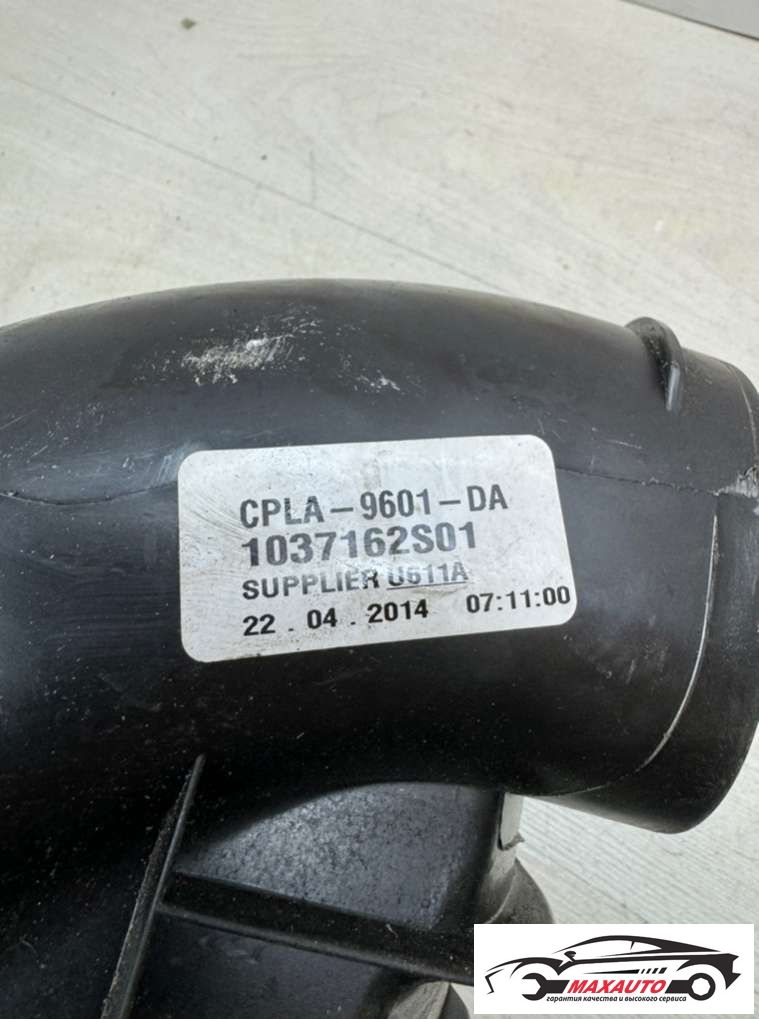 CPLA-9601-DA
1037162S01
SUPPLIER U611A
22 . 04 . 2014 07:11:00
MAXAUTO
гарантия качества и высокого сервиса